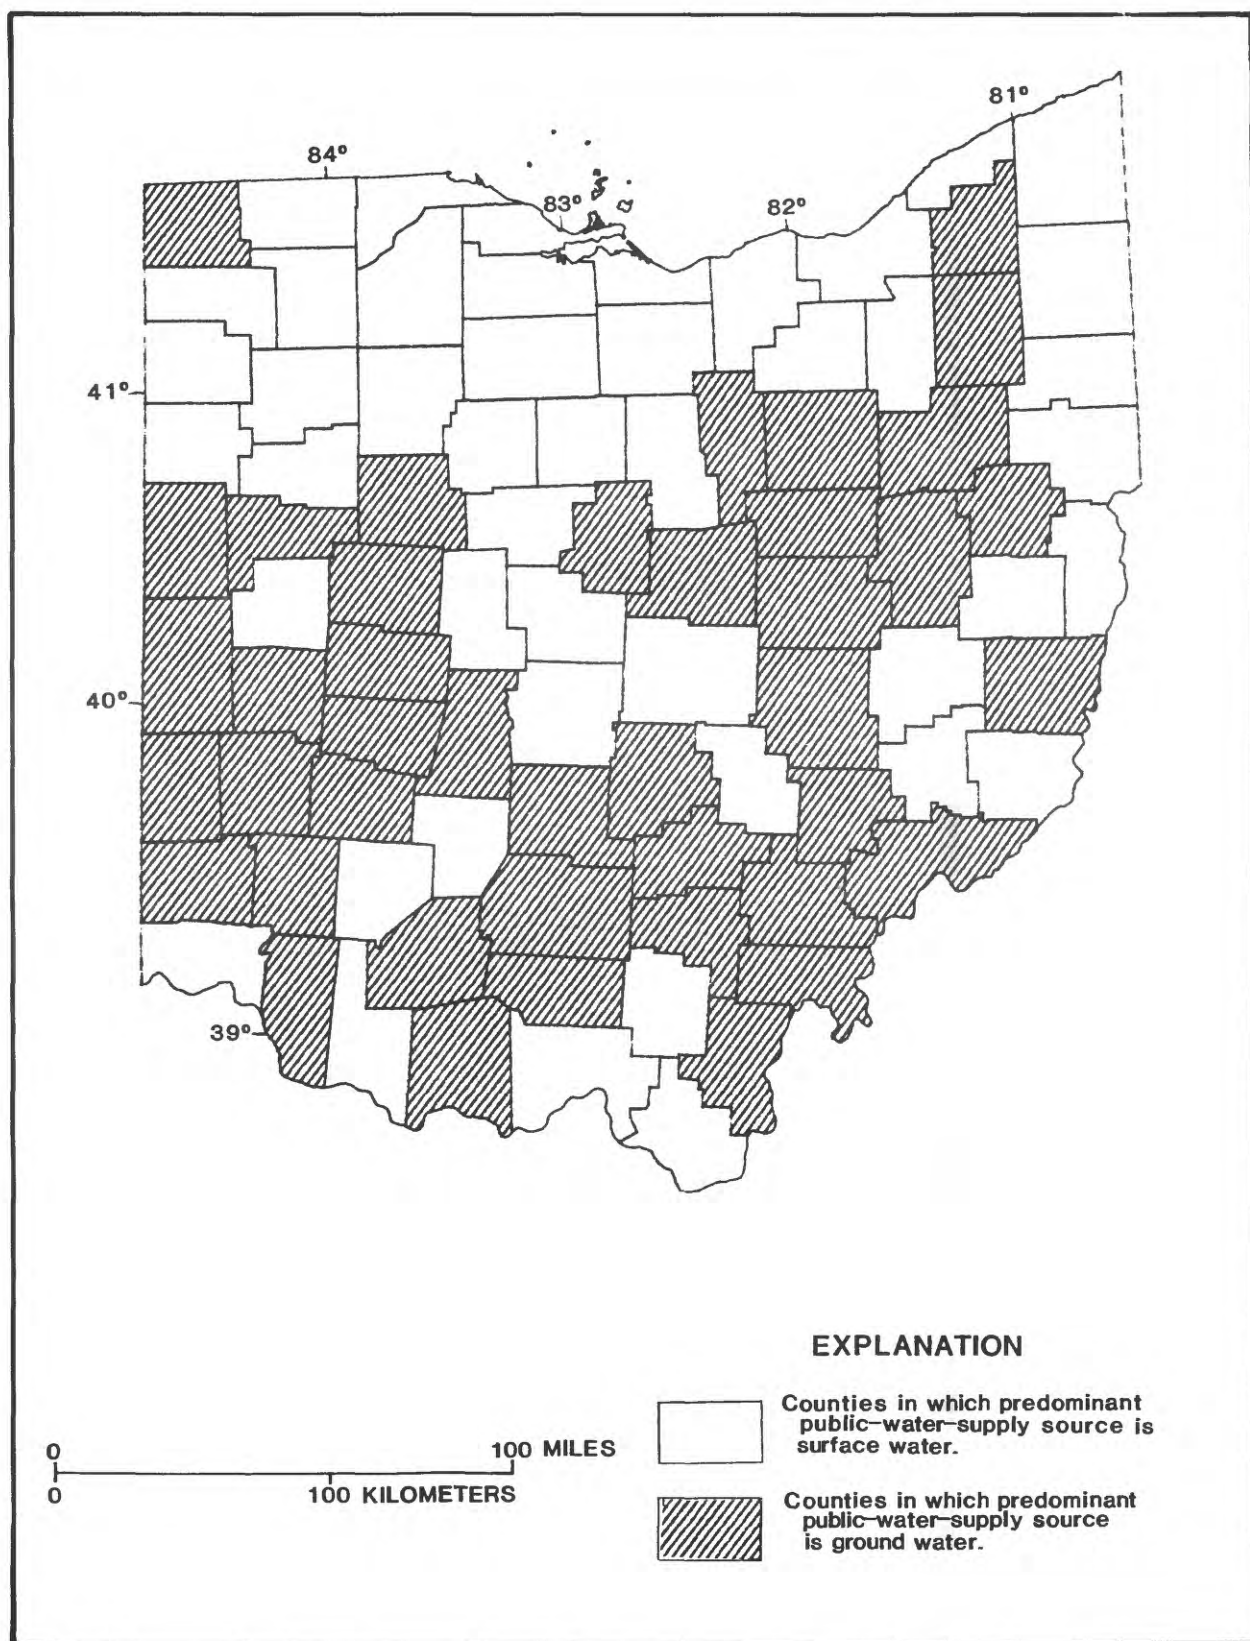 81°
84°
83°
82°
41°
40°
39°
EXPLANATION
Counties in which predominant
public-water-supply source is
surface water.
0 100 MILES
0 100 KILOMETERS
Counties in which predominant
public-water-supply source
is ground water.